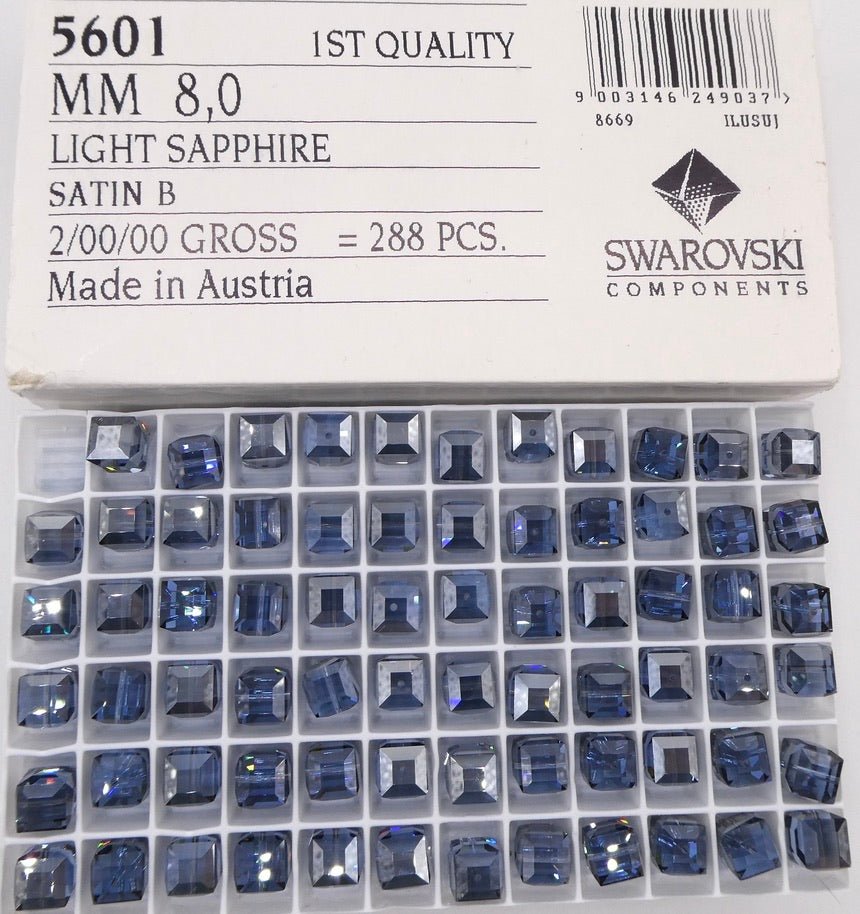 5601 1ST QUALITY
MM 8,0
LIGHT SAPPHIRE
SATIN B
2/00/00 GROSS = 288 PCS.
Made in Austria
9 003146 249037 >
8669 ILUSUJ
SWAROVSKI
COMPONENTS